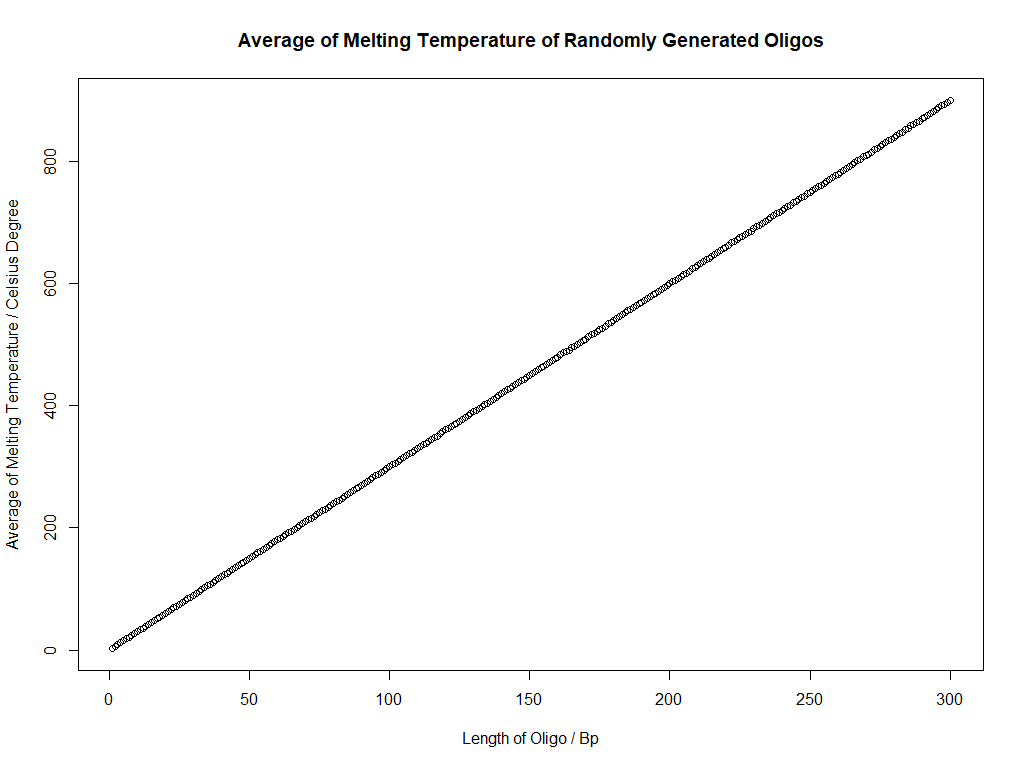 Average of Melting Temperature of Randomly Generated Oligos
Average of Melting Temperature / Celsius Degree
800
600
400
200
0
0 50 100 150 200 250 300
Length of Oligo / Bp